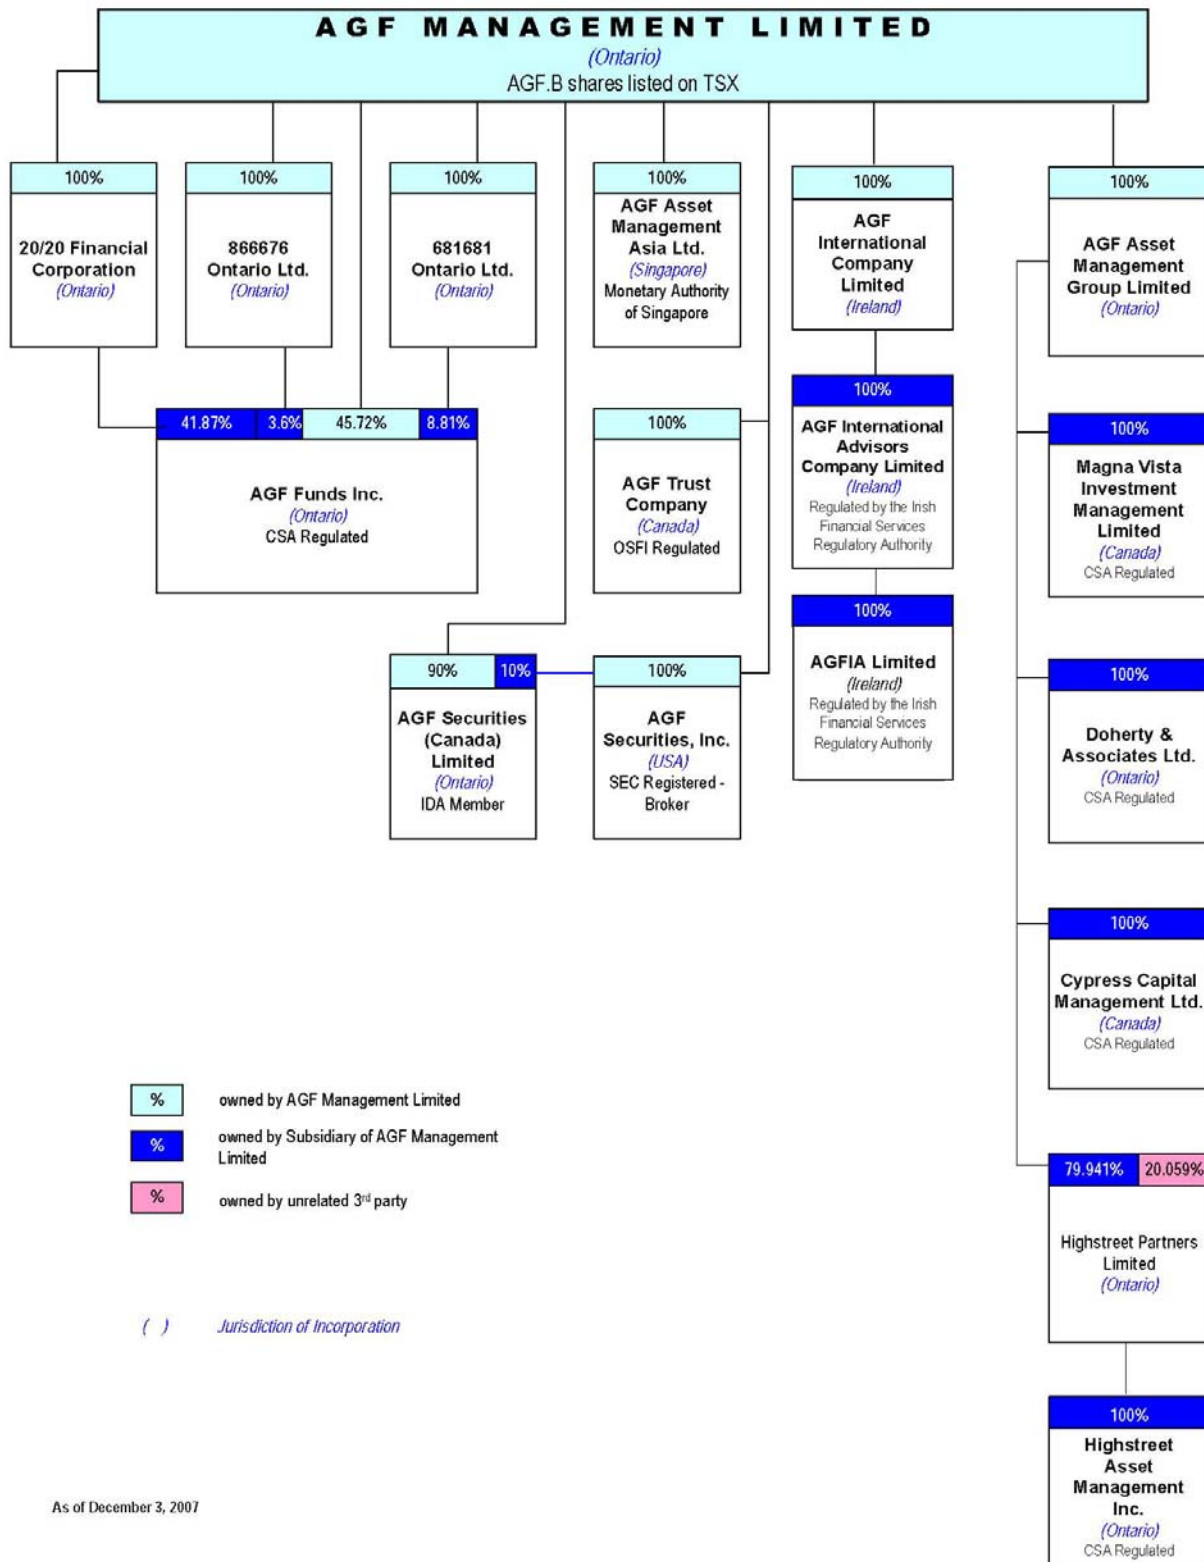 AGF MANAGEMENT LIMITED
(Ontario)
AGF.B shares listed on TSX
100%
20/20 Financial
Corporation
(Ontario)
100%
866676
Ontario Ltd.
(Ontario)
100%
681681
Ontario Ltd.
(Ontario)
100%
AGF Asset
Management
Asia Ltd.
(Singapore)
Monetary Authority
of Singapore
100%
AGF
International
Company
Limited
(Ireland)
100%
AGF Asset
Management
Group Limited
(Ontario)
41.87% 3.6% 45.72% 8.81%
AGF Funds Inc.
(Ontario)
CSA Regulated
100%
AGF Trust
Company
(Canada)
OSFI Regulated
100%
AGF International
Advisors
Company Limited
(Ireland)
Regulated by the Irish
Financial Services
Regulatory Authority
100%
Magna Vista
Investment
Management
Limited
(Canada)
CSA Regulated
90% 10%
AGF Securities
(Canada)
Limited
(Ontario)
IDA Member
100%
AGF
Securities, Inc.
(USA)
SEC Registered -
Broker
100%
AGFIA Limited
(Ireland)
Regulated by the Irish
Financial Services
Regulatory Authority
100%
Doherty &
Associates Ltd.
(Ontario)
CSA Regulated
100%
Cypress Capital
Management Ltd.
(Canada)
CSA Regulated
% owned by AGF Management Limited
% owned by Subsidiary of AGF Management
Limited
% owned by unrelated 3rd party
( ) Jurisdiction of Incorporation
79.941% 20.059%
Highstreet Partners
Limited
(Ontario)
100%
Highstreet
Asset
Management
Inc.
(Ontario)
CSA Regulated
As of December 3, 2007